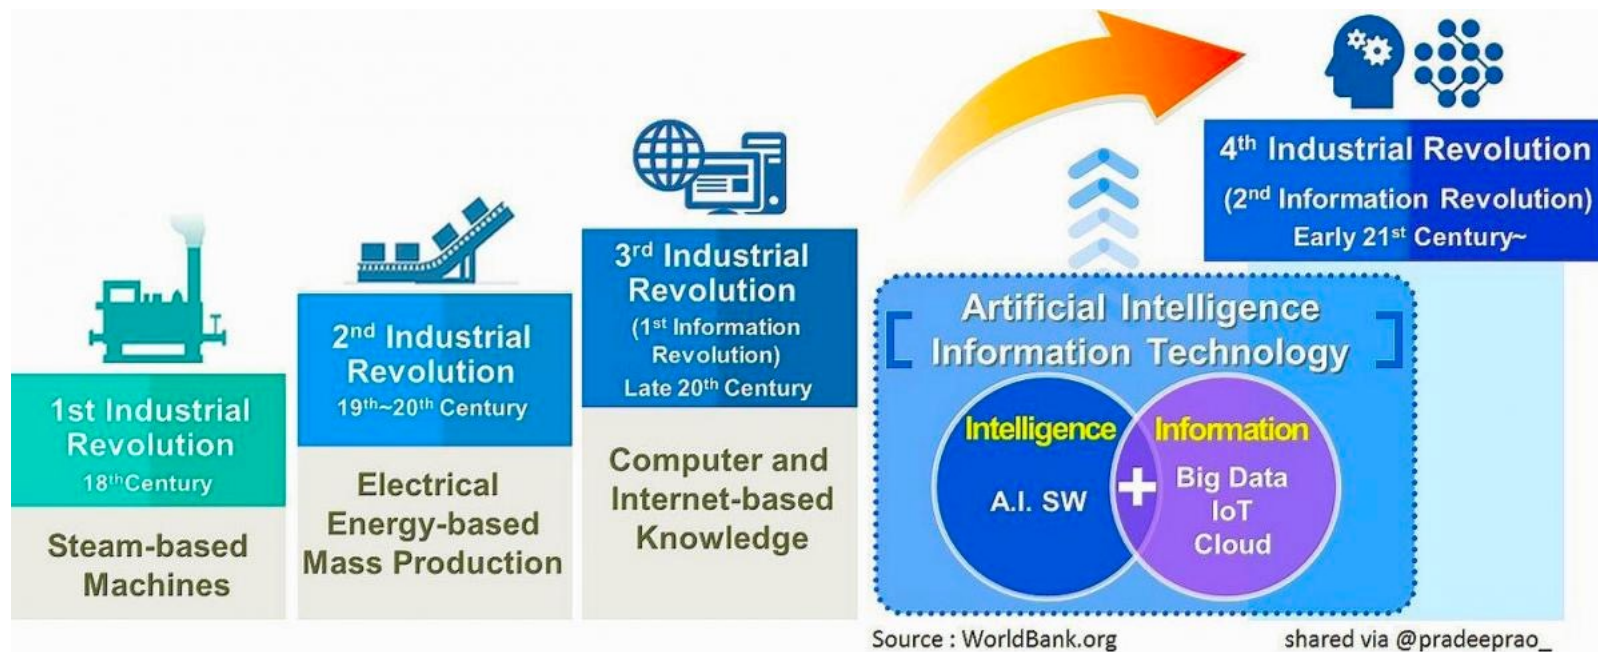 1st Industrial
Revolution
18th Century
Steam-based
Machines
2nd Industrial
Revolution
19th~20th Century
Electrical
Energy-based
Mass Production
3rd Industrial
Revolution
(1st Information
Revolution)
Late 20th Century
Computer and
Internet-based
Knowledge
4th Industrial Revolution
(2nd Information Revolution)
Early 21st Century~
Artificial Intelligence
Information Technology
Intelligence
A.I. SW
+
Information
Big Data
IoT
Cloud
Source : WorldBank.org
shared via @pradeeprao_